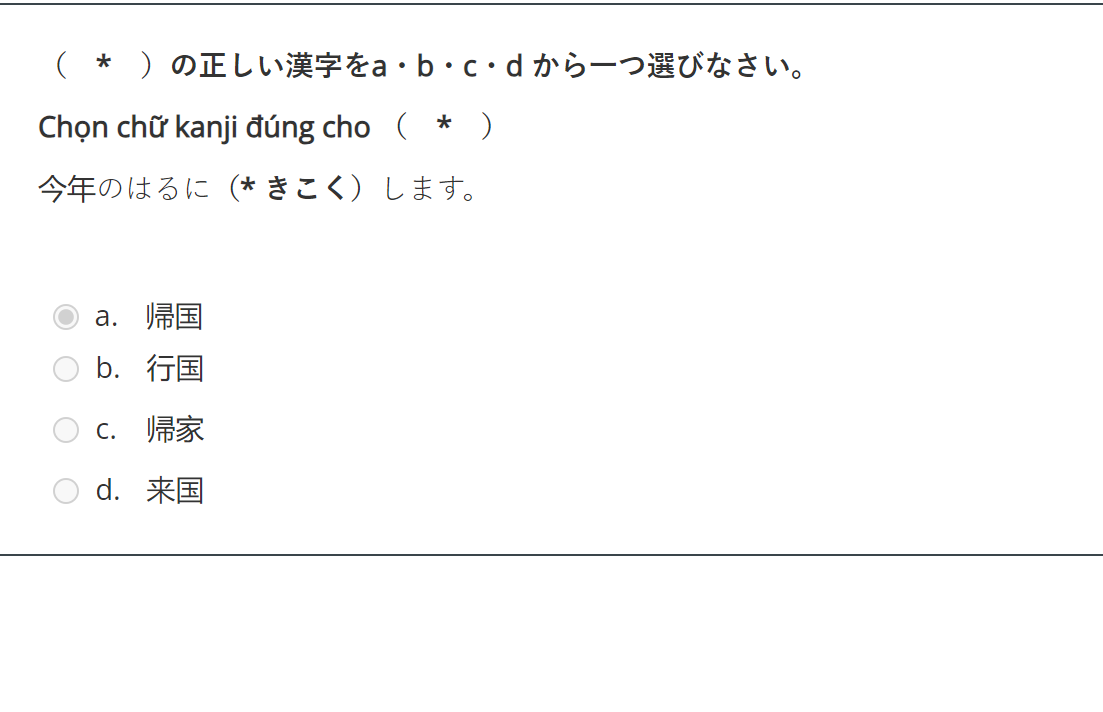 （　*　）の正しい漢字をa・b・c・d から一つ選びなさい。
Chọn chữ kanji đúng cho （　*　）
今年のはるに（* きこく）します。
a. 帰国
b. 行国
c. 帰家
d. 来国